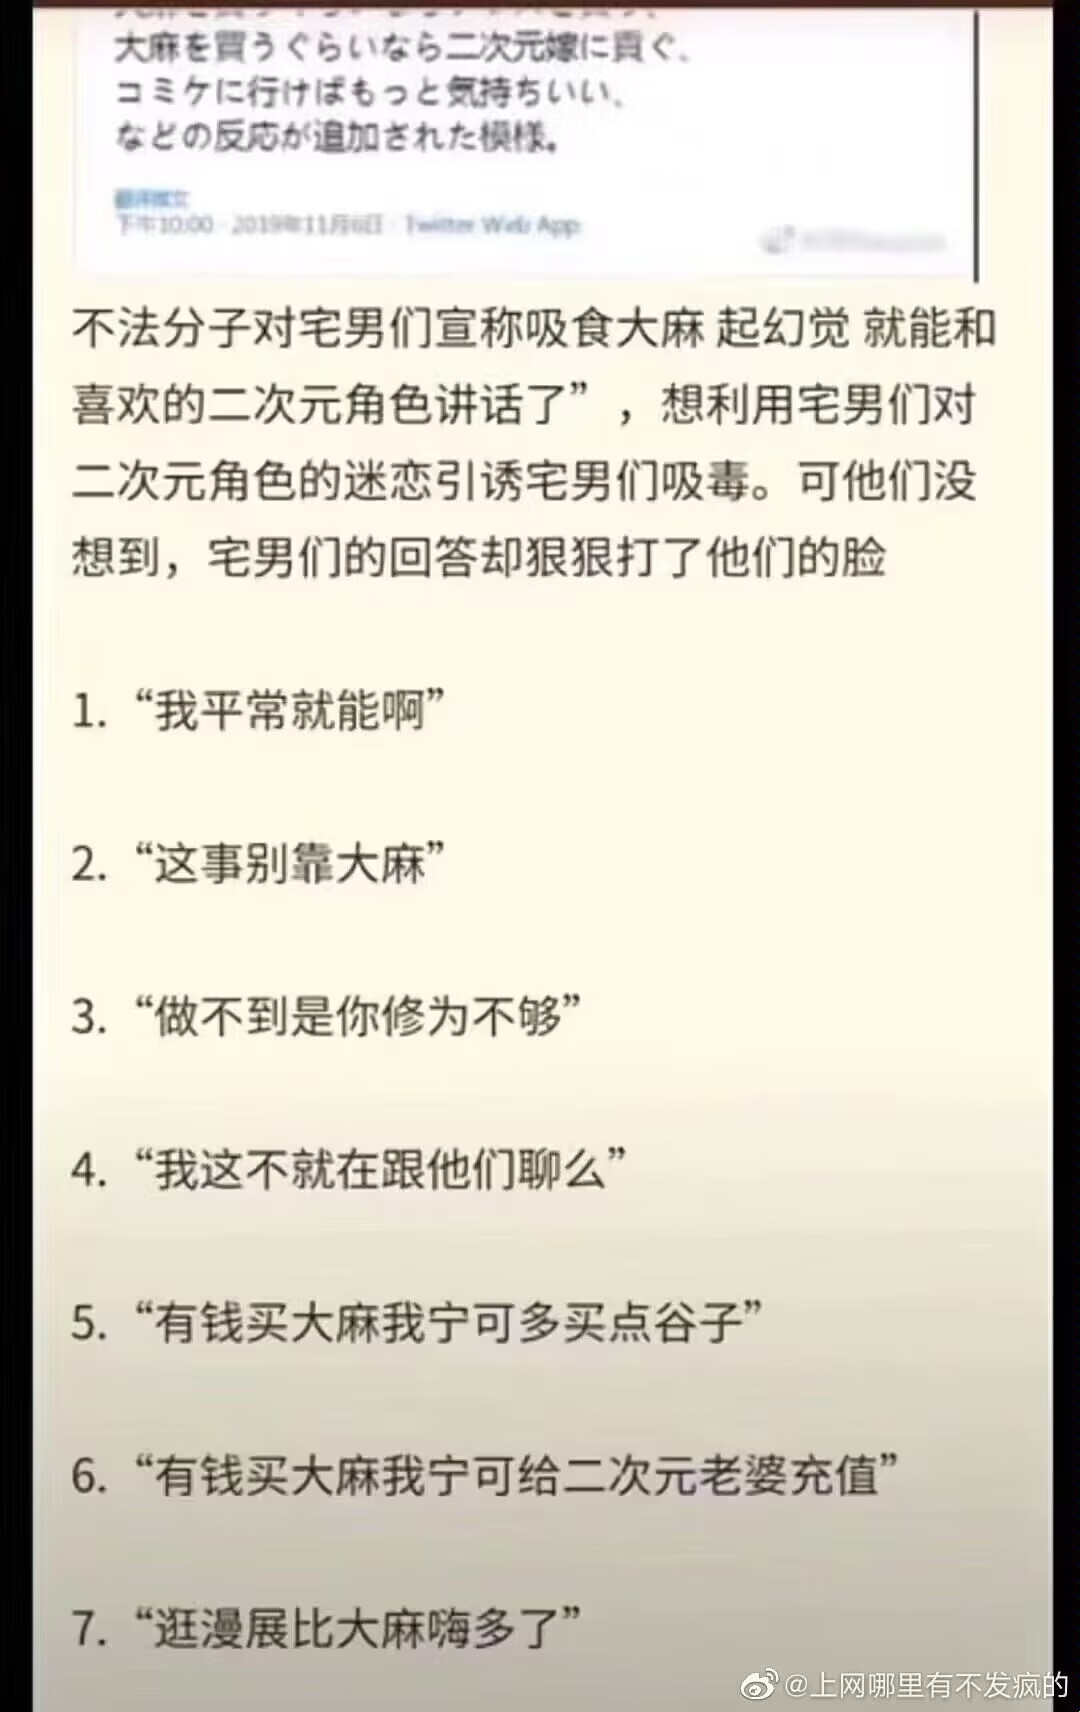 大麻を買うぐらいなら二次元嫁に貢ぐ、
コミケに行けばもっと気持ちいい、
などの反応が追加された模様。
翻译推文
下午10:00 · 2019年11月6日 · Twitter Web App
不法分子对宅男们宣称吸食大麻 起幻觉 就能和
喜欢的二次元角色讲话了”，想利用宅男们对
二次元角色的迷恋引诱宅男们吸毒。可他们没
想到，宅男们的回答却狠狠打了他们的脸
1.“我平常就能啊”
2.“这事别靠大麻”
3.“做不到是你修为不够”
4.“我这不就在跟他们聊么”
5.“有钱买大麻我宁可多买点谷子”
6.“有钱买大麻我宁可给二次元老婆充值”
7.“逛漫展比大麻嗨多了”
@上网哪里有不发疯的